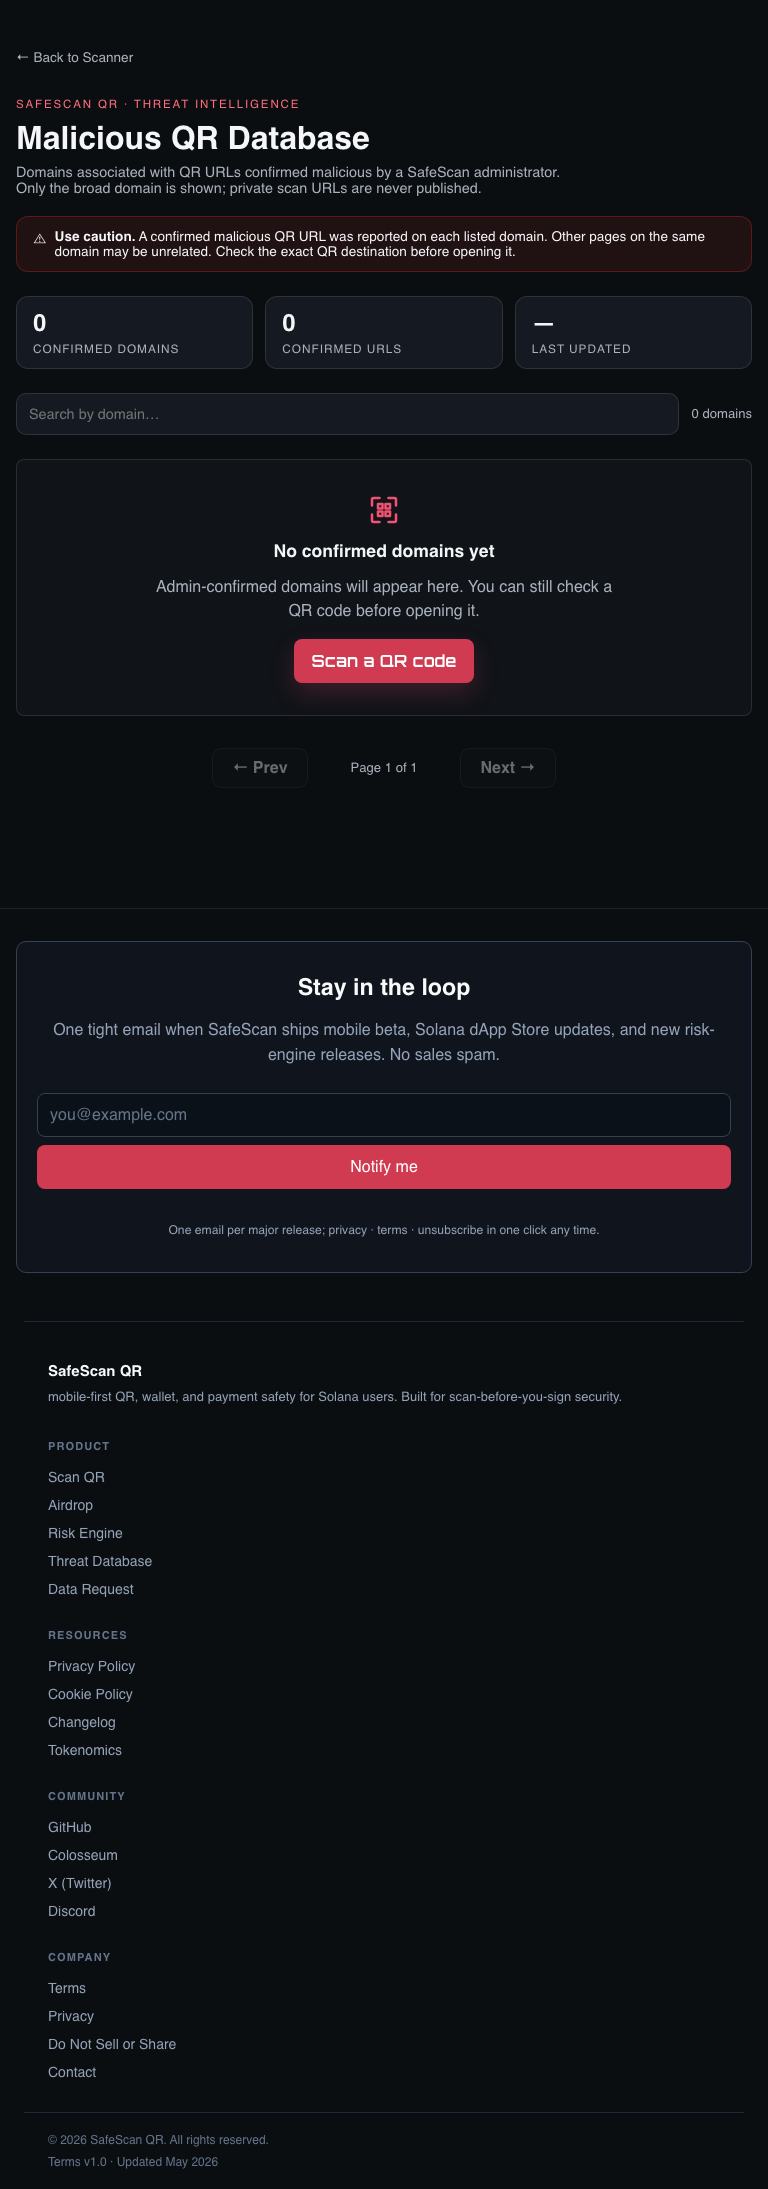 ← Back to Scanner
SAFESCAN QR · THREAT INTELLIGENCE
Malicious QR Database
Domains associated with QR URLs confirmed malicious by a SafeScan administrator.
Only the broad domain is shown; private scan URLs are never published.
⚠ Use caution. A confirmed malicious QR URL was reported on each listed domain. Other pages on the same
domain may be unrelated. Check the exact QR destination before opening it.
0
CONFIRMED DOMAINS
0
CONFIRMED URLS
—
LAST UPDATED
Search by domain…
0 domains
No confirmed domains yet
Admin-confirmed domains will appear here. You can still check a
QR code before opening it.
Scan a QR code
← Prev
Page 1 of 1
Next →
Stay in the loop
One tight email when SafeScan ships mobile beta, Solana dApp Store updates, and new risk-
engine releases. No sales spam.
you@example.com
Notify me
One email per major release; privacy · terms · unsubscribe in one click any time.
SafeScan QR
mobile-first QR, wallet, and payment safety for Solana users. Built for scan-before-you-sign security.
PRODUCT
Scan QR
Airdrop
Risk Engine
Threat Database
Data Request
RESOURCES
Privacy Policy
Cookie Policy
Changelog
Tokenomics
COMMUNITY
GitHub
Colosseum
X (Twitter)
Discord
COMPANY
Terms
Privacy
Do Not Sell or Share
Contact
© 2026 SafeScan QR. All rights reserved.
Terms v1.0 · Updated May 2026